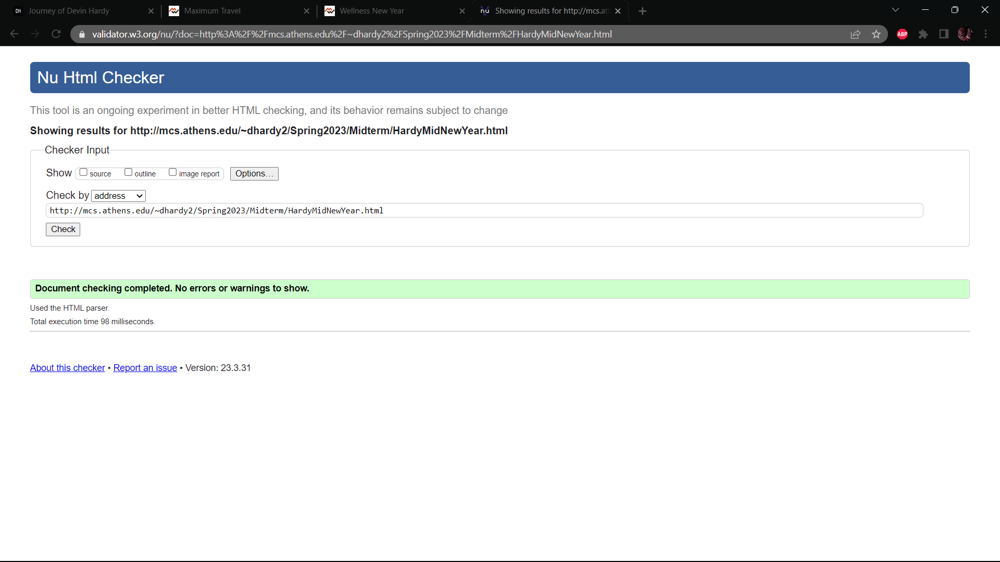 DH Journey of Devin Hardy
Maximum Travel
Wellness New Year
nu Showing results for http://mcs.at
validator.w3.org/nu/?doc=http%3A%2F%2Fmcs.athens.edu%2F~dhardy2%2FSpring2023%2FMidterm%2FHardyMidNewYear.html
ABP
Nu Html Checker
This tool is an ongoing experiment in better HTML checking, and its behavior remains subject to change
Showing results for http://mcs.athens.edu/~dhardy2/Spring2023/Midterm/HardyMidNewYear.html
Checker Input
Show source outline image report Options...
Check by address
http://mcs.athens.edu/~dhardy2/Spring2023/Midterm/HardyMidNewYear.html
Check
Document checking completed. No errors or warnings to show.
Used the HTML parser.
Total execution time 98 milliseconds.
About this checker • Report an issue • Version: 23.3.31